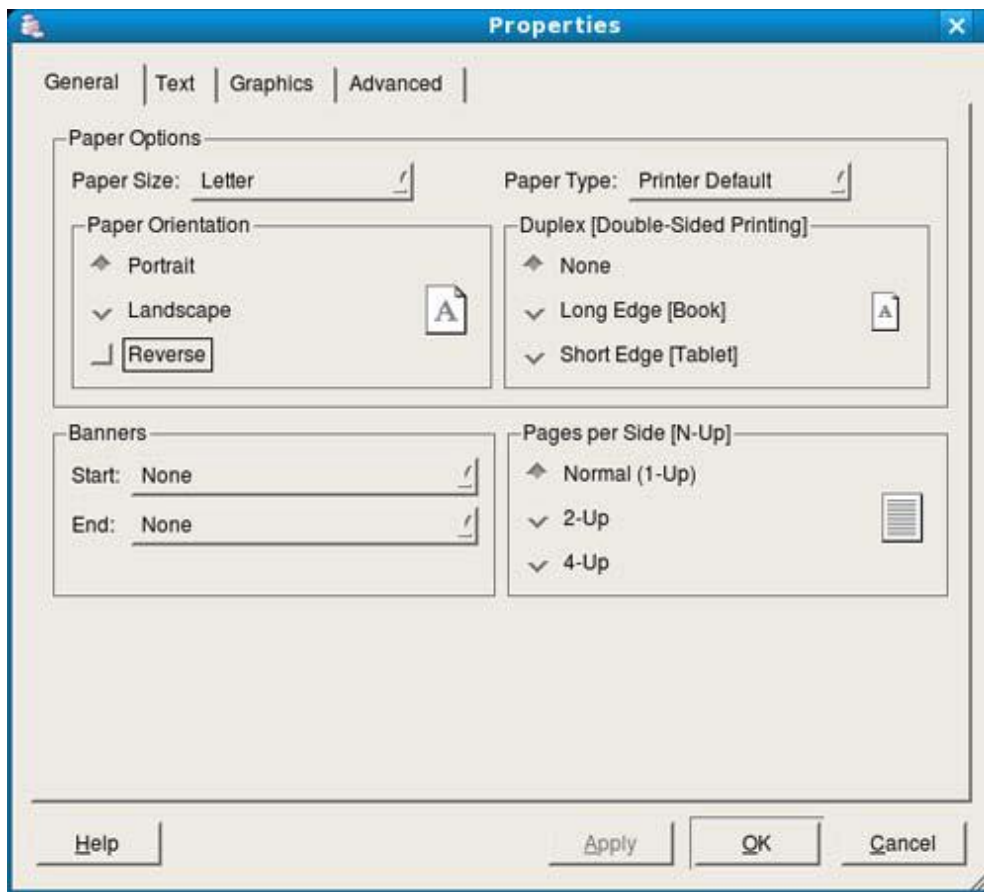 Properties
General Text Graphics Advanced
Paper Options
Paper Size: Letter
Paper Type: Printer Default
Paper Orientation
Portrait
Landscape
Reverse
A
Duplex [Double-Sided Printing]
None
Long Edge [Book]
Short Edge [Tablet]
A
Banners
Start: None
End: None
Pages per Side [N-Up]
Normal (1-Up)
2-Up
4-Up
Help Apply OK Cancel